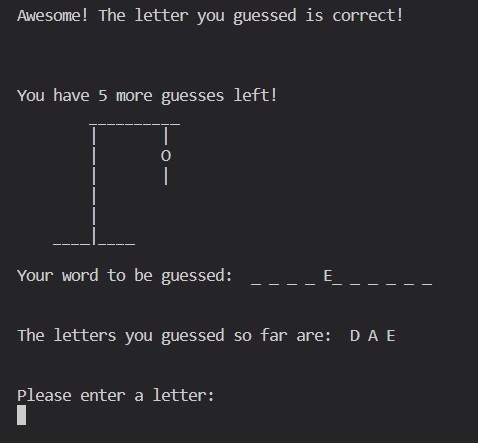 Awesome! The letter you guessed is correct!
You have 5 more guesses left!
O
Your word to be guessed:  _ _ _ _ E_ _ _ _ _ _
The letters you guessed so far are:  D A E
Please enter a letter: